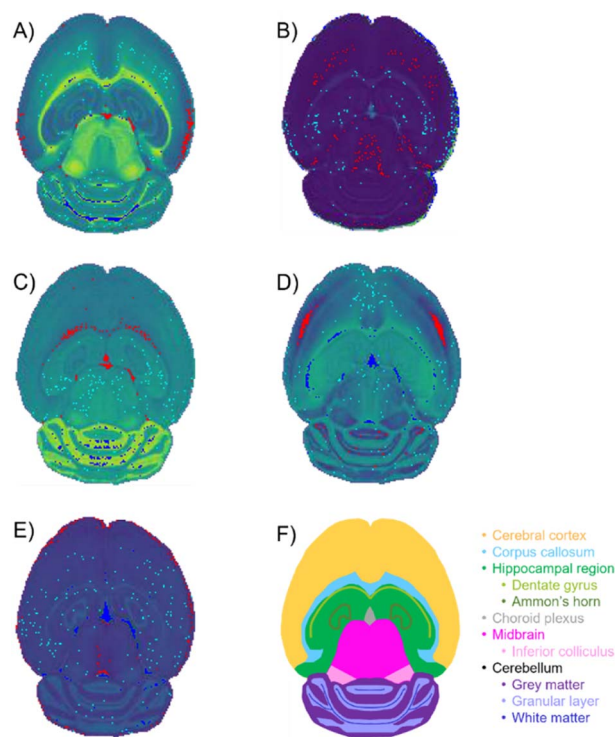 A)
B)
C)
D)
E)
F)
• Cerebral cortex
• Corpus callosum
• Hippocampal region
• Dentate gyrus
• Ammon's horn
• Choroid plexus
• Midbrain
• Inferior colliculus
• Cerebellum
• Grey matter
• Granular layer
• White matter